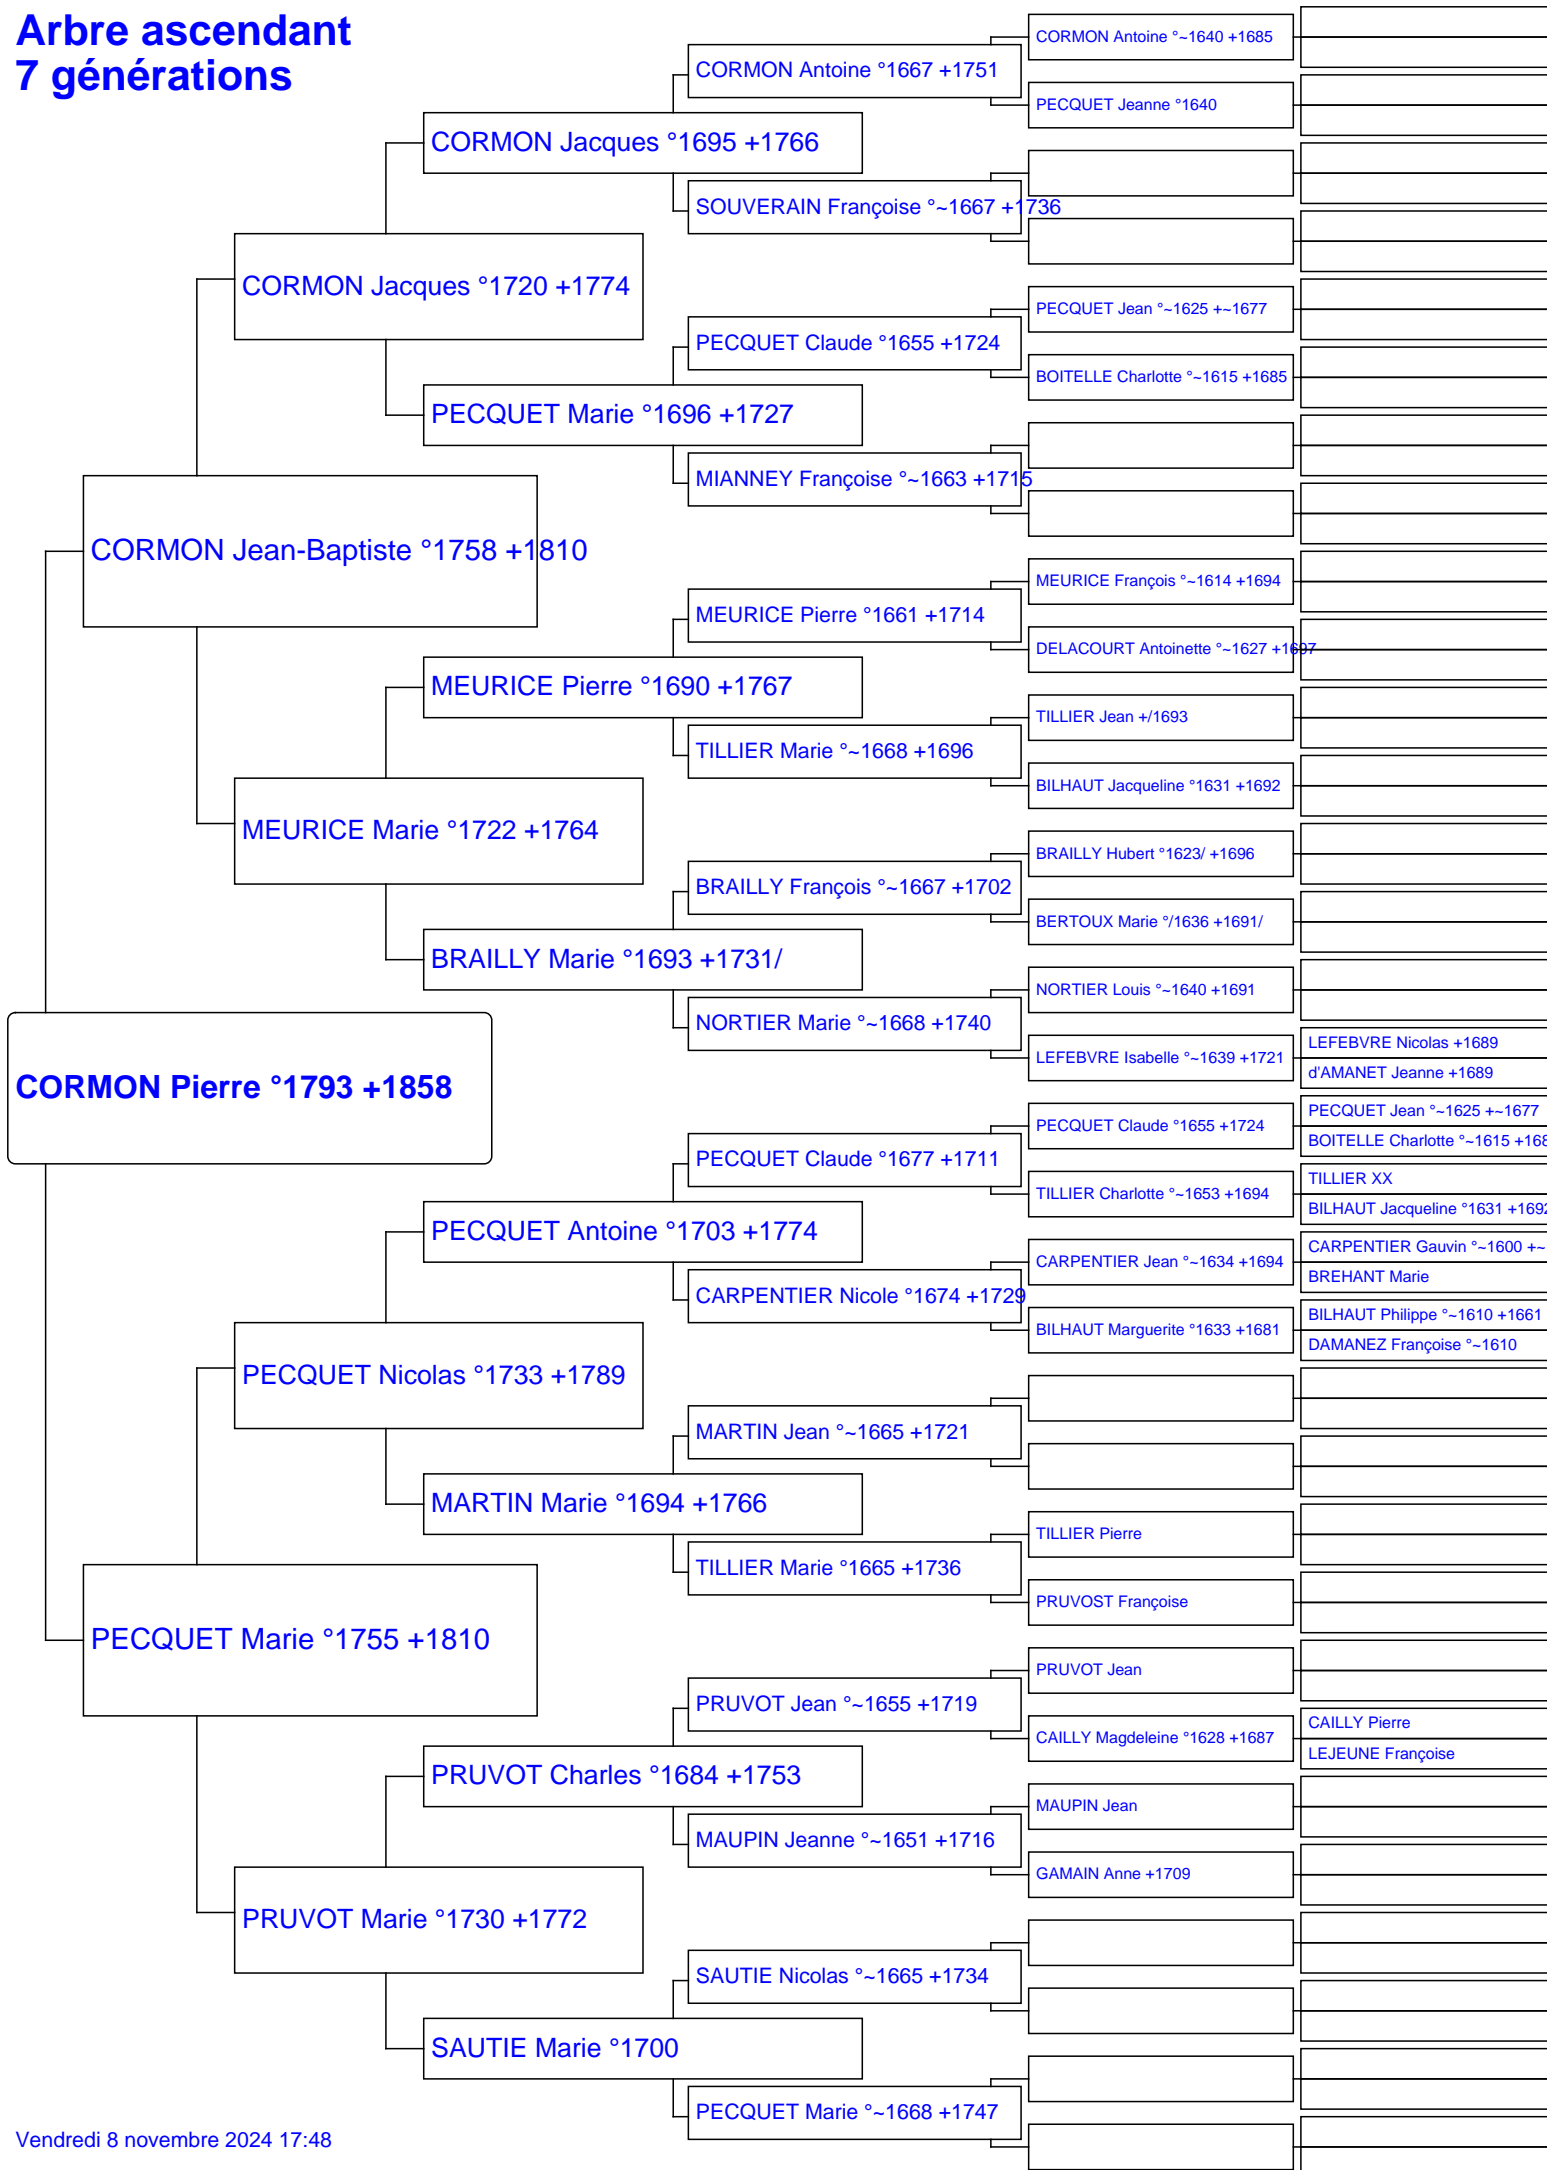 Arbre ascendant
7 générations
CORMON Pierre °1793 +1858
CORMON Jean-Baptiste °1758 +1810
PECQUET Marie °1755 +1810
CORMON Jacques °1720 +1774
MEURICE Marie °1722 +1764
PECQUET Nicolas °1733 +1789
PRUVOT Marie °1730 +1772
CORMON Jacques °1695 +1766
PECQUET Marie °1696 +1727
MEURICE Pierre °1690 +1767
BRAILLY Marie °1693 +1731/
PECQUET Antoine °1703 +1774
MARTIN Marie °1694 +1766
PRUVOT Charles °1684 +1753
SAUTIE Marie °1700
CORMON Antoine °1667 +1751
SOUVERAIN Françoise °~1667 +1736
PECQUET Claude °1655 +1724
MIANNEY Françoise °~1663 +1715
MEURICE Pierre °1661 +1714
TILLIER Marie °~1668 +1696
BRAILLY François °~1667 +1702
NORTIER Marie °~1668 +1740
PECQUET Claude °1677 +1711
CARPENTIER Nicole °1674 +1729
MARTIN Jean °~1665 +1721
TILLIER Marie °1665 +1736
PRUVOT Jean °~1655 +1719
MAUPIN Jeanne °~1651 +1716
SAUTIE Nicolas °~1665 +1734
PECQUET Marie °~1668 +1747
CORMON Antoine °~1640 +1685
PECQUET Jeanne °1640
PECQUET Jean °~1625 +~1677
BOITELLE Charlotte °~1615 +1685
MEURICE François °~1614 +1694
DELACOURT Antoinette °~1627 +1697
TILLIER Jean +/1693
BILHAUT Jacqueline °1631 +1692
BRAILLY Hubert °1623/ +1696
BERTOUX Marie °/1636 +1691/
NORTIER Louis °~1640 +1691
LEFEBVRE Isabelle °~1639 +1721
PECQUET Claude °1655 +1724
TILLIER Charlotte °~1653 +1694
CARPENTIER Jean °~1634 +1694
BILHAUT Marguerite °1633 +1681
TILLIER Pierre
PRUVOST Françoise
PRUVOT Jean
CAILLY Magdeleine °1628 +1687
MAUPIN Jean
GAMAIN Anne +1709
LEFEBVRE Nicolas +1689
d'AMANET Jeanne +1689
PECQUET Jean °~1625 +~1677
BOITELLE Charlotte °~1615 +168
TILLIER XX
BILHAUT Jacqueline °1631 +1692
CARPENTIER Gauvin °~1600 +~
BREHANT Marie
BILHAUT Philippe °~1610 +1661
DAMANEZ Françoise °~1610
CAILLY Pierre
LEJEUNE Françoise
Vendredi 8 novembre 2024 17:48